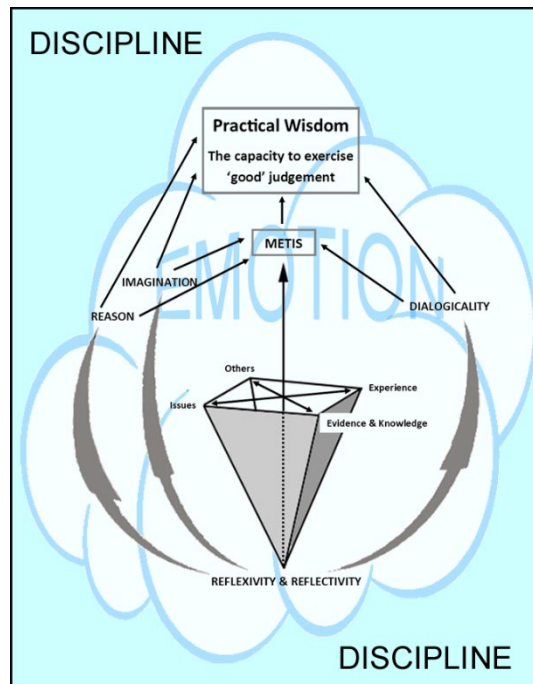 DISCIPLINE
Practical Wisdom
The capacity to exercise
‘good’ judgement
METIS
EMOTION
IMAGINATION
REASON
DIALOGICALITY
Others
Experience
Issues
Evidence & Knowledge
REFLEXIVITY & REFLECTIVITY
DISCIPLINE